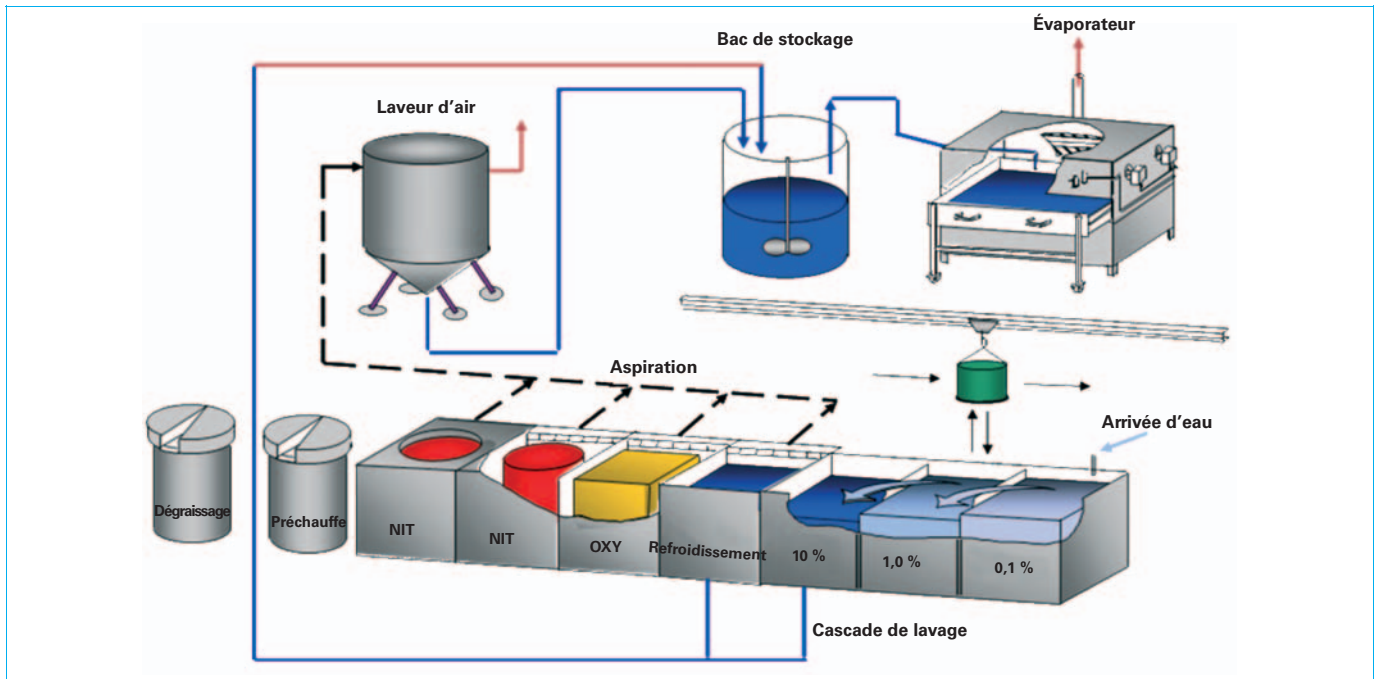 Évaporateur
Bac de stockage
Laveur d’air
Aspiration
Arrivée d’eau
Dégraissage
Préchauffe
NIT
NIT
OXY
Refroidissement
10 %
1,0 %
0,1 %
Cascade de lavage